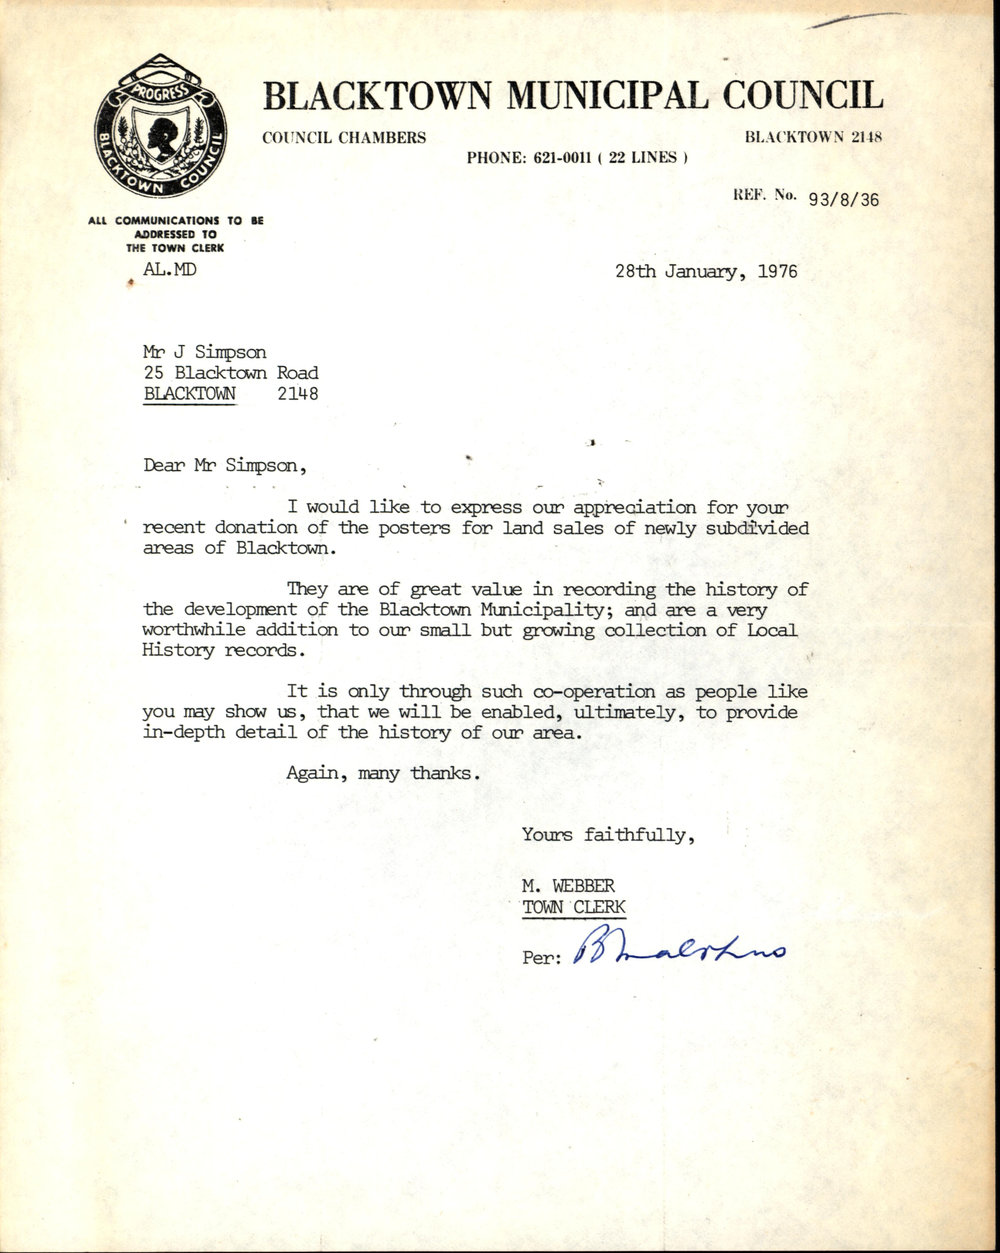 PROGRESS
BLACKTOWN COUNCIL
BLACKTOWN MUNICIPAL COUNCIL
COUNCIL CHAMBERS BLACKTOWN 2148
PHONE: 621-0011 ( 22 LINES )
REF. No. 93/8/36
ALL COMMUNICATIONS TO BE
ADDRESSED TO
THE TOWN CLERK
AL.MD
28th January, 1976
Mr J Simpson
25 Blacktown Road
BLACKTOWN 2148
Dear Mr Simpson,
I would like to express our appreciation for your
recent donation of the posters for land sales of newly subdivided
areas of Blacktown.
They are of great value in recording the history of
the development of the Blacktown Municipality; and are a very
worthwhile addition to our small but growing collection of Local
History records.
It is only through such co-operation as people like
you may show us, that we will be enabled, ultimately, to provide
in-depth detail of the history of our area.
Again, many thanks.
Yours faithfully,
M. WEBBER
TOWN CLERK
Per: